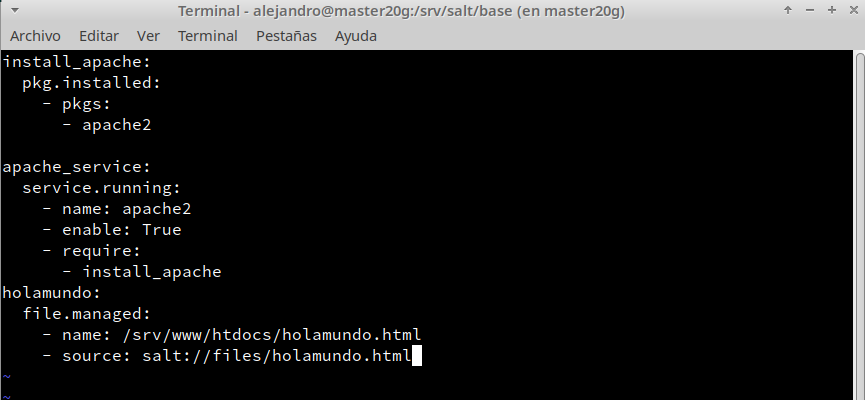 Terminal - alejandro@master20g:/srv/salt/base (en master20g)
Archivo Editar Ver Terminal Pestañas Ayuda
install_apache:
  pkg.installed:
    - pkgs:
      - apache2

apache_service:
  service.running:
    - name: apache2
    - enable: True
    - require:
      - install_apache
holamundo:
  file.managed:
    - name: /srv/www/htdocs/holamundo.html
    - source: salt://files/holamundo.html
~
~